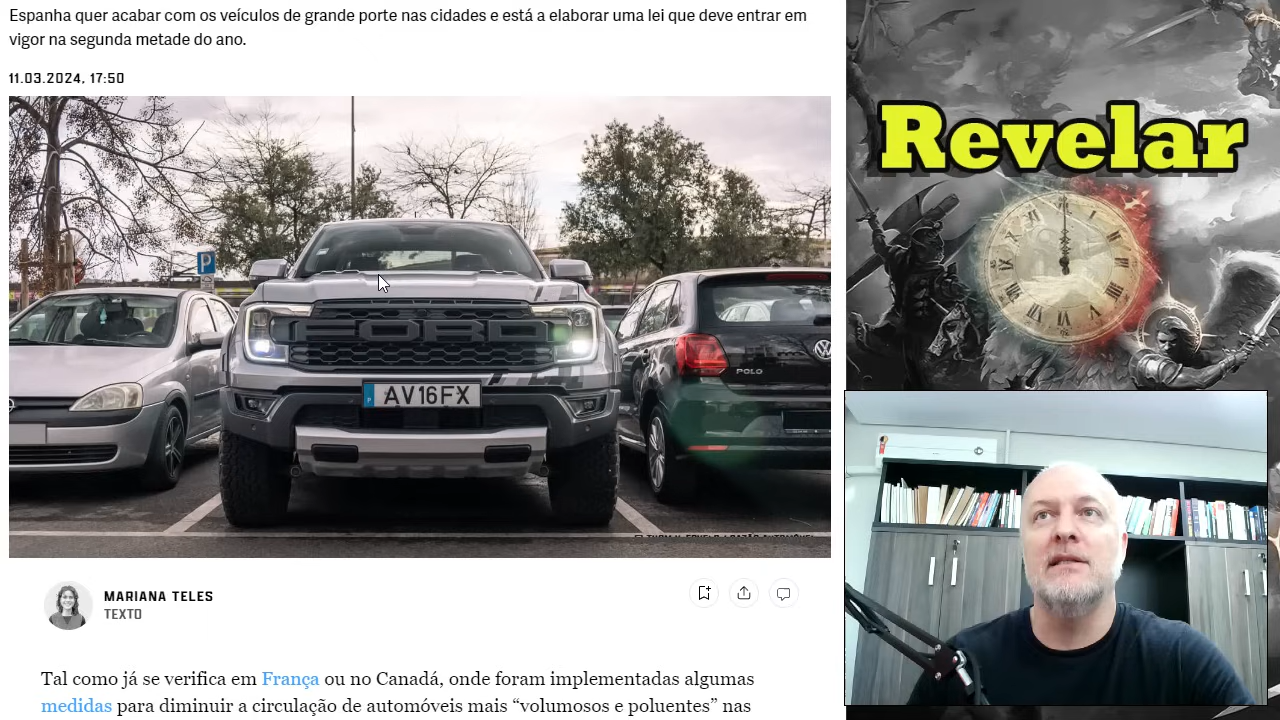 Espanha quer acabar com os veículos de grande porte nas cidades e está a elaborar uma lei que deve entrar em
vigor na segunda metade do ano.
11.03.2024, 17:50
Revelar
P
FORD
AV16FX
P
POLO
MARIANA TELES
TEXTO
Tal como já se verifica em França ou no Canadá, onde foram implementadas algumas
medidas para diminuir a circulação de automóveis mais “volumosos e poluentes” nas